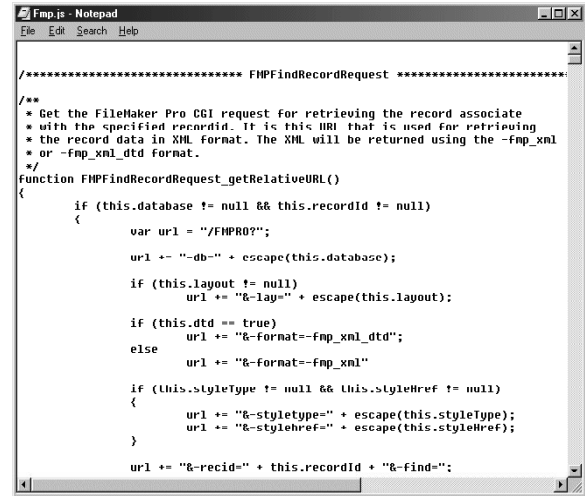 Fmp.js - Notepad
File Edit Search Help
/******************************* FMPFindRecordRequest *************************
/**
* Get the FileMaker Pro CGI request for retrieving the record associate
* with the specified recordid. It is this URL that is used for retrieving
* the record data in XML format. The XML will be returned using the -fmp_xml
* or -fmp_xml_dtd format.
*/
function FMPFindRecordRequest_getRelativeURL()
{
if (this.database != null && this.recordId != null)
{
var url = "/FMPRO?";
url += "-db=" + escape(this.database);
if (this.layout != null)
url += "&-lay=" + escape(this.layout);
if (this.dtd == true)
url += "&-format=-fmp_xml_dtd";
else
url += "&-format=-fmp_xml"
if (this.styleType != null && this.styleHref != null)
{
url += "&-styletype=" + escape(this.styleType);
url += "&-stylehref=" + escape(this.styleHref);
}
url += "&-recid=" + this.recordId + "&-find=";